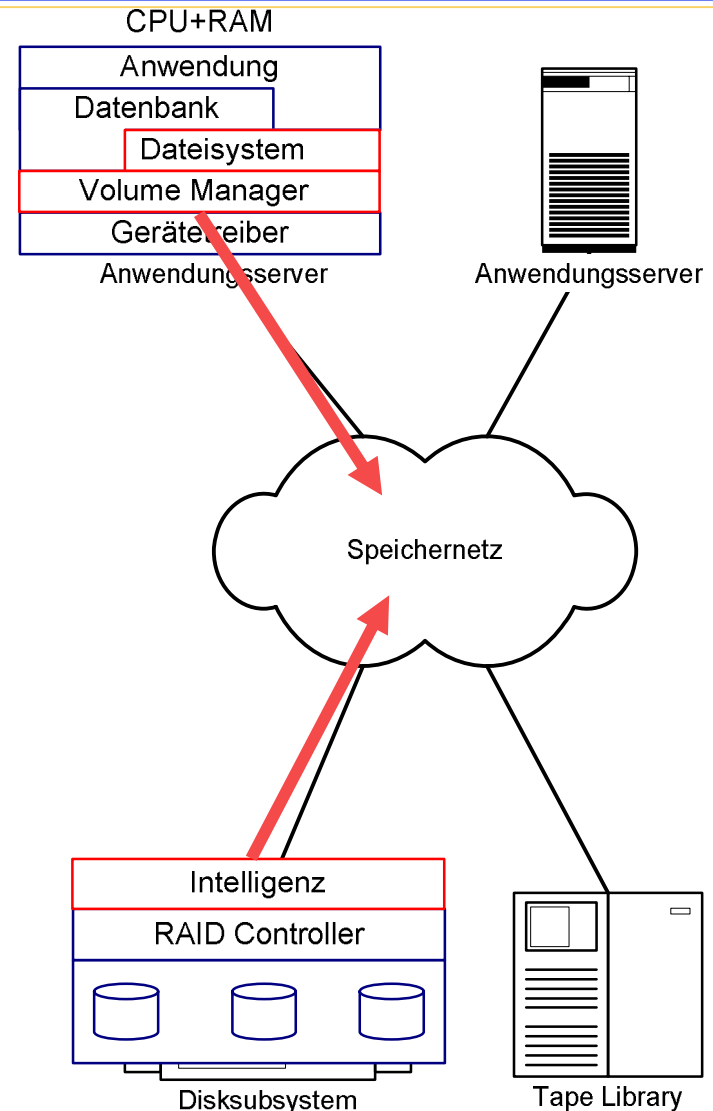 CPU+RAM
Anwendung
Datenbank
Dateisystem
Volume Manager
Gerätetreiber
Anwendungsserver
Anwendungsserver
Speichernetz
Intelligenz
RAID Controller
Disksubsystem
Tape Library